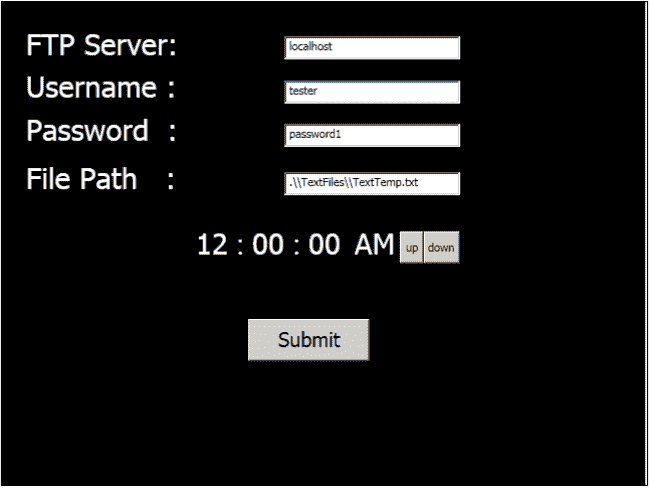 FTP Server: localhost
Username : tester
Password : password1
File Path : .\\TextFiles\\TextTemp.txt
12 : 00 : 00 AM up down
Submit